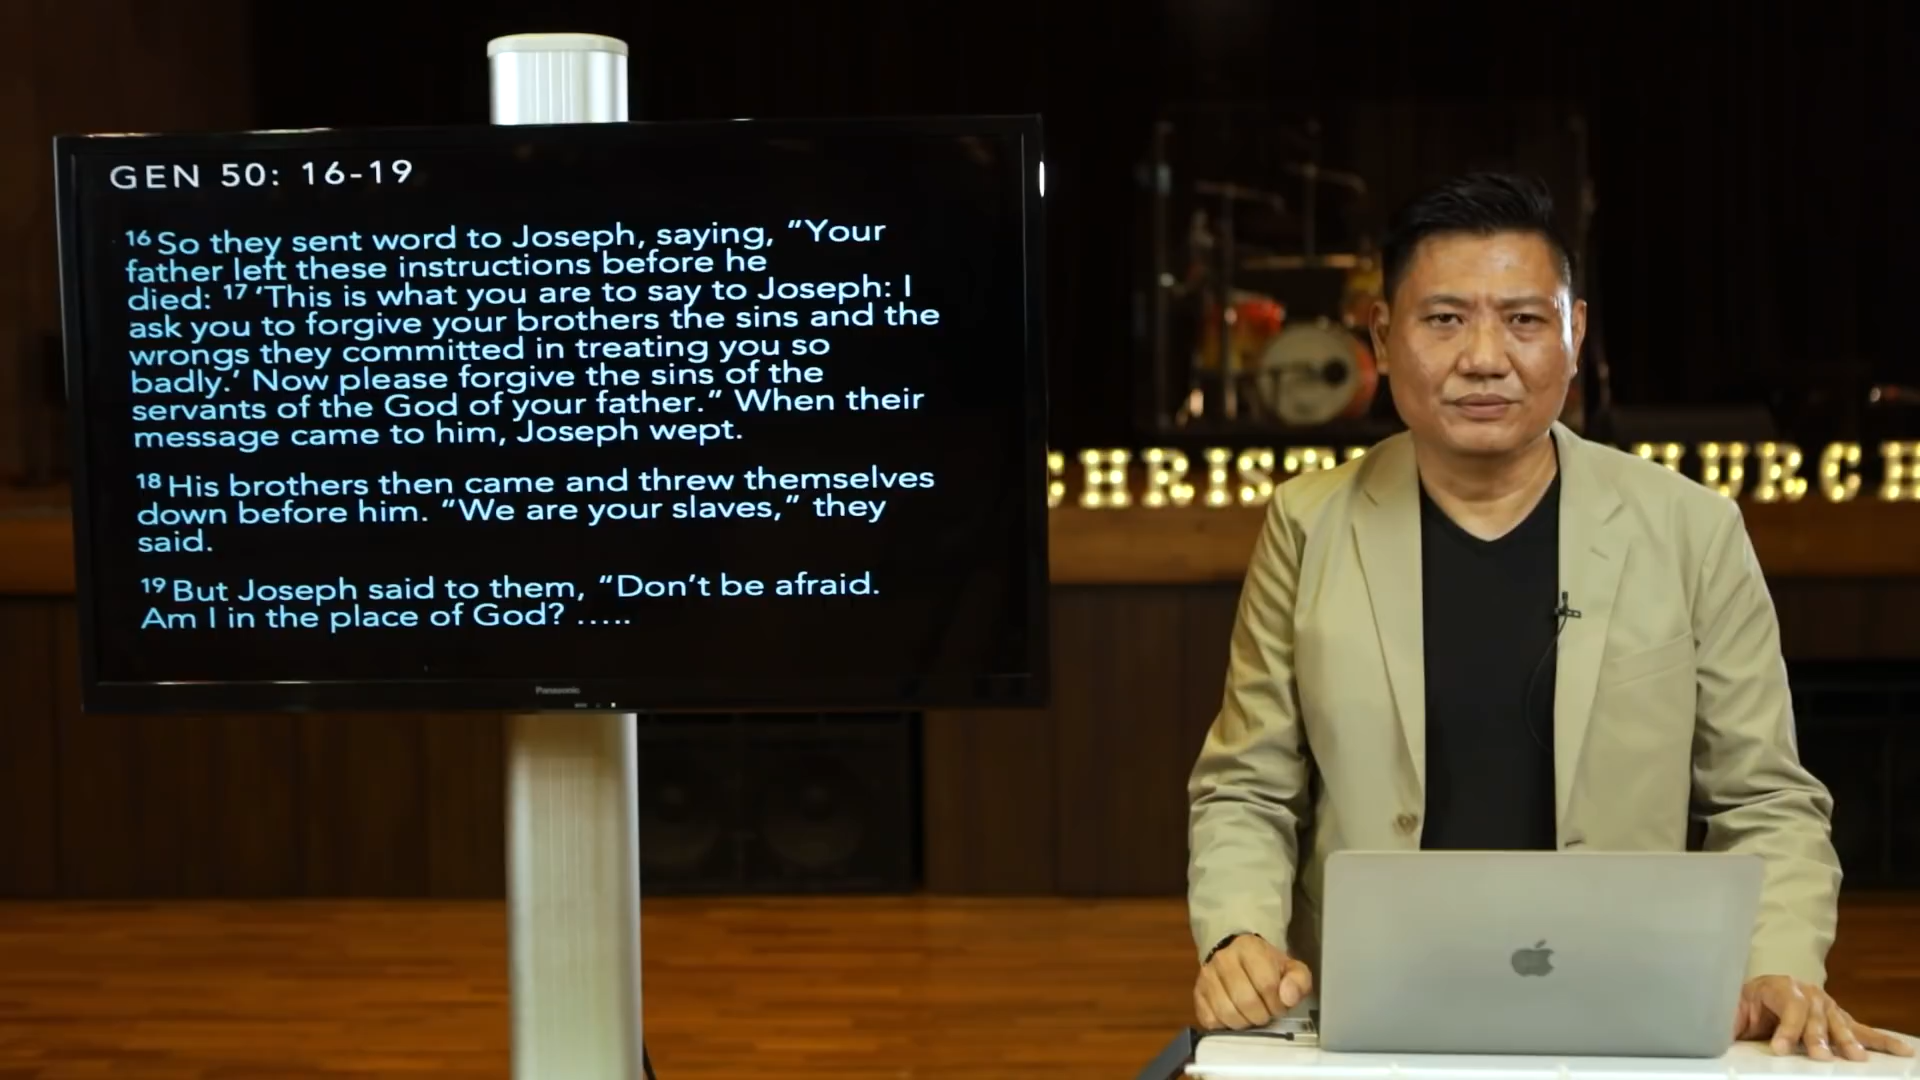 GEN 50: 16-19
16 So they sent word to Joseph, saying, “Your
father left these instructions before he
died: 17 ‘This is what you are to say to Joseph: I
ask you to forgive your brothers the sins and the
wrongs they committed in treating you so
badly.’ Now please forgive the sins of the
servants of the God of your father.” When their
message came to him, Joseph wept.
18 His brothers then came and threw themselves
down before him. “We are your slaves,” they
said.
19 But Joseph said to them, “Don’t be afraid.
Am I in the place of God? .....
Panasonic
CHRIST HURCH